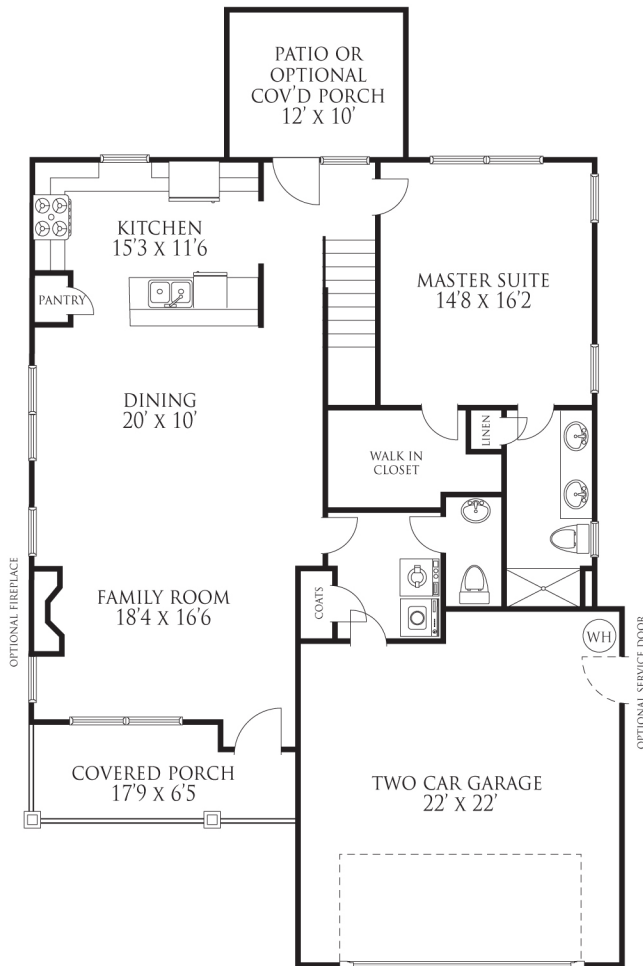 PATIO OR
OPTIONAL
COV'D PORCH
12' X 10'
KITCHEN
15'3 X 11'6
MASTER SUITE
14'8 X 16'2
PANTRY
DINING
20' X 10'
LINEN
WALK IN
CLOSET
OPTIONAL FIREPLACE
FAMILY ROOM
18'4 X 16'6
COATS
WH
OPTIONAL SERVICE DOOR
COVERED PORCH
17'9 X 6'5
TWO CAR GARAGE
22' X 22'